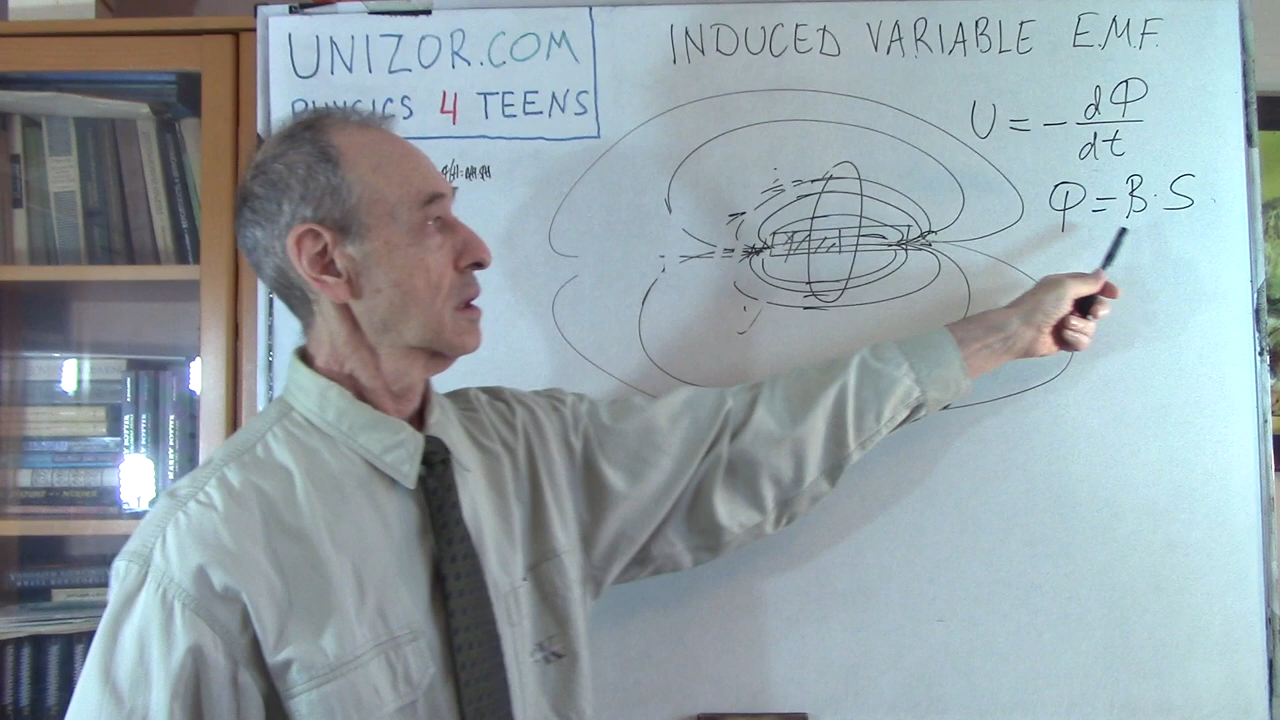 UNIZOR.COM
PHYSICS 4 TEENS
INDUCED VARIABLE E.M.F.
U = - dΦ/dt
Φ = B·S